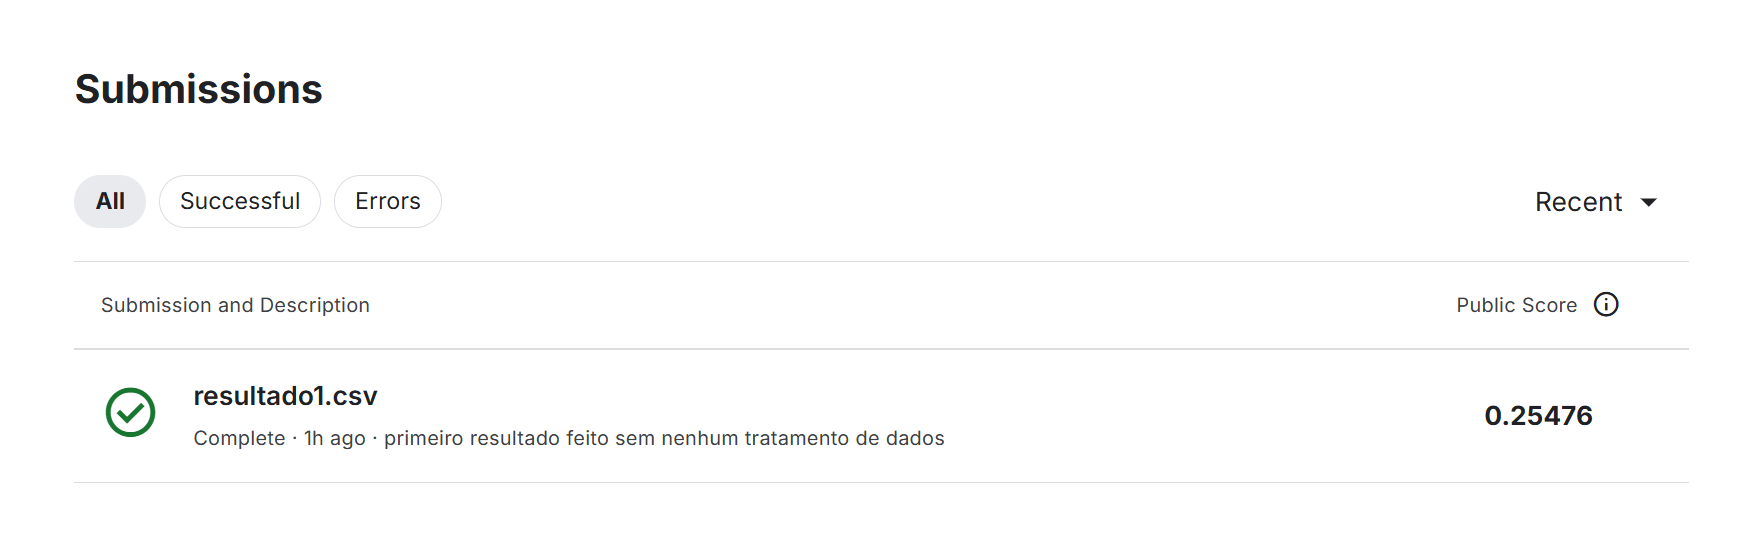 Submissions
All Successful Errors Recent
Submission and Description Public Score
resultado1.csv
0.25476
Complete · 1h ago · primeiro resultado feito sem nenhum tratamento de dados